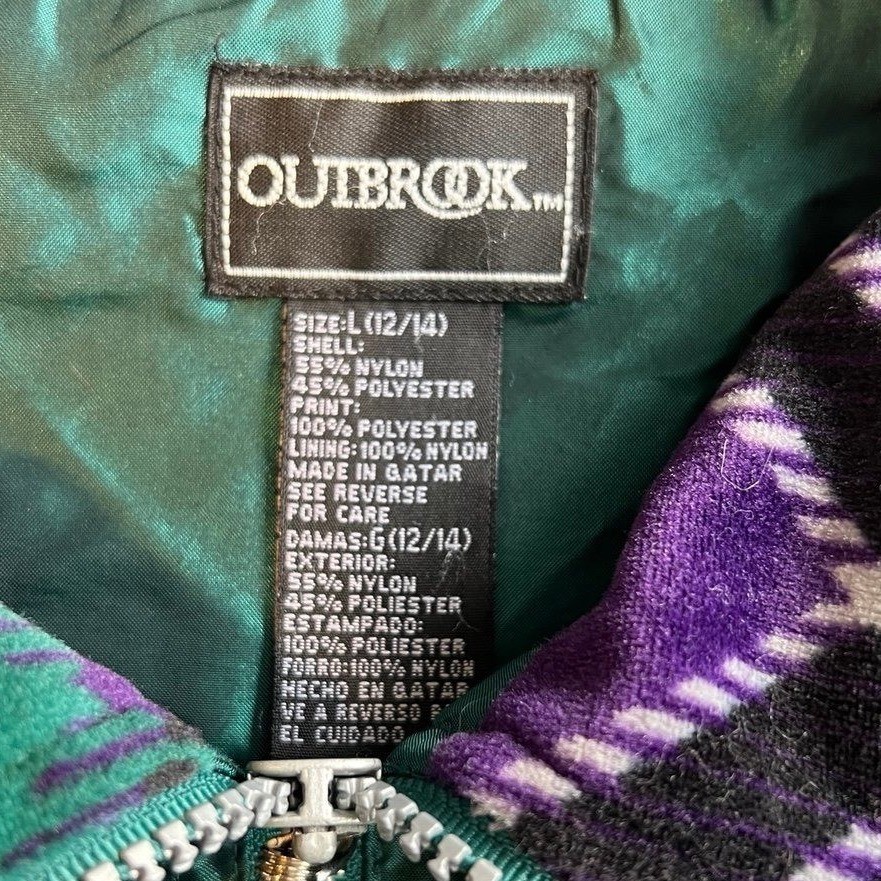 OUTBROOK™
SIZE:L(12/14)
SHELL:
55% NYLON
45% POLYESTER
PRINT:
100% POLYESTER
LINING:100% NYLON
MADE IN QATAR
SEE REVERSE
FOR CARE
DAMAS:G(12/14)
EXTERIOR:
55% NYLON
45% POLIESTER
ESTAMPADO:
100% POLIESTER
FORRO:100% NYLON
HECHO EN QATAR
VE A REVERSO
EL CUIDADO